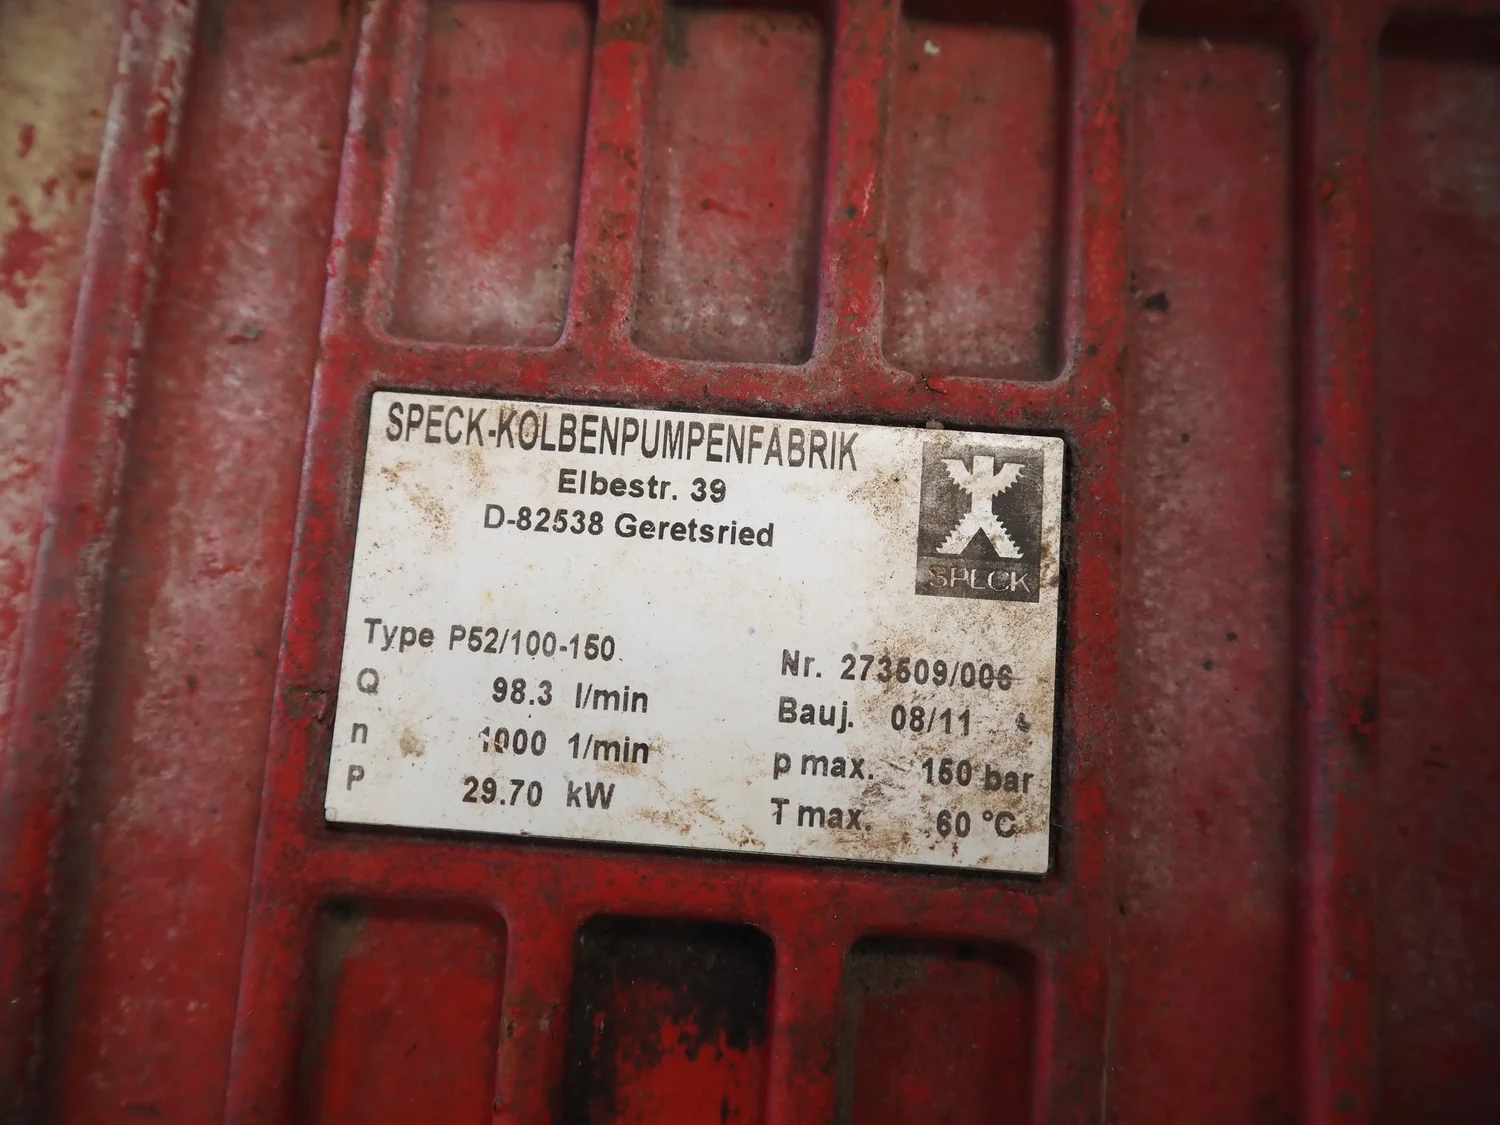 SPECK-KOLBENPUMPENFABRIK
Elbestr. 39
D-82538 Geretsried
SPECK
Type P52/100-150
Nr. 273509/006
Q 98.3 l/min
Bauj. 08/11
n 1000 1/min
p max. 150 bar
P 29.70 kW
T max. 60 °C